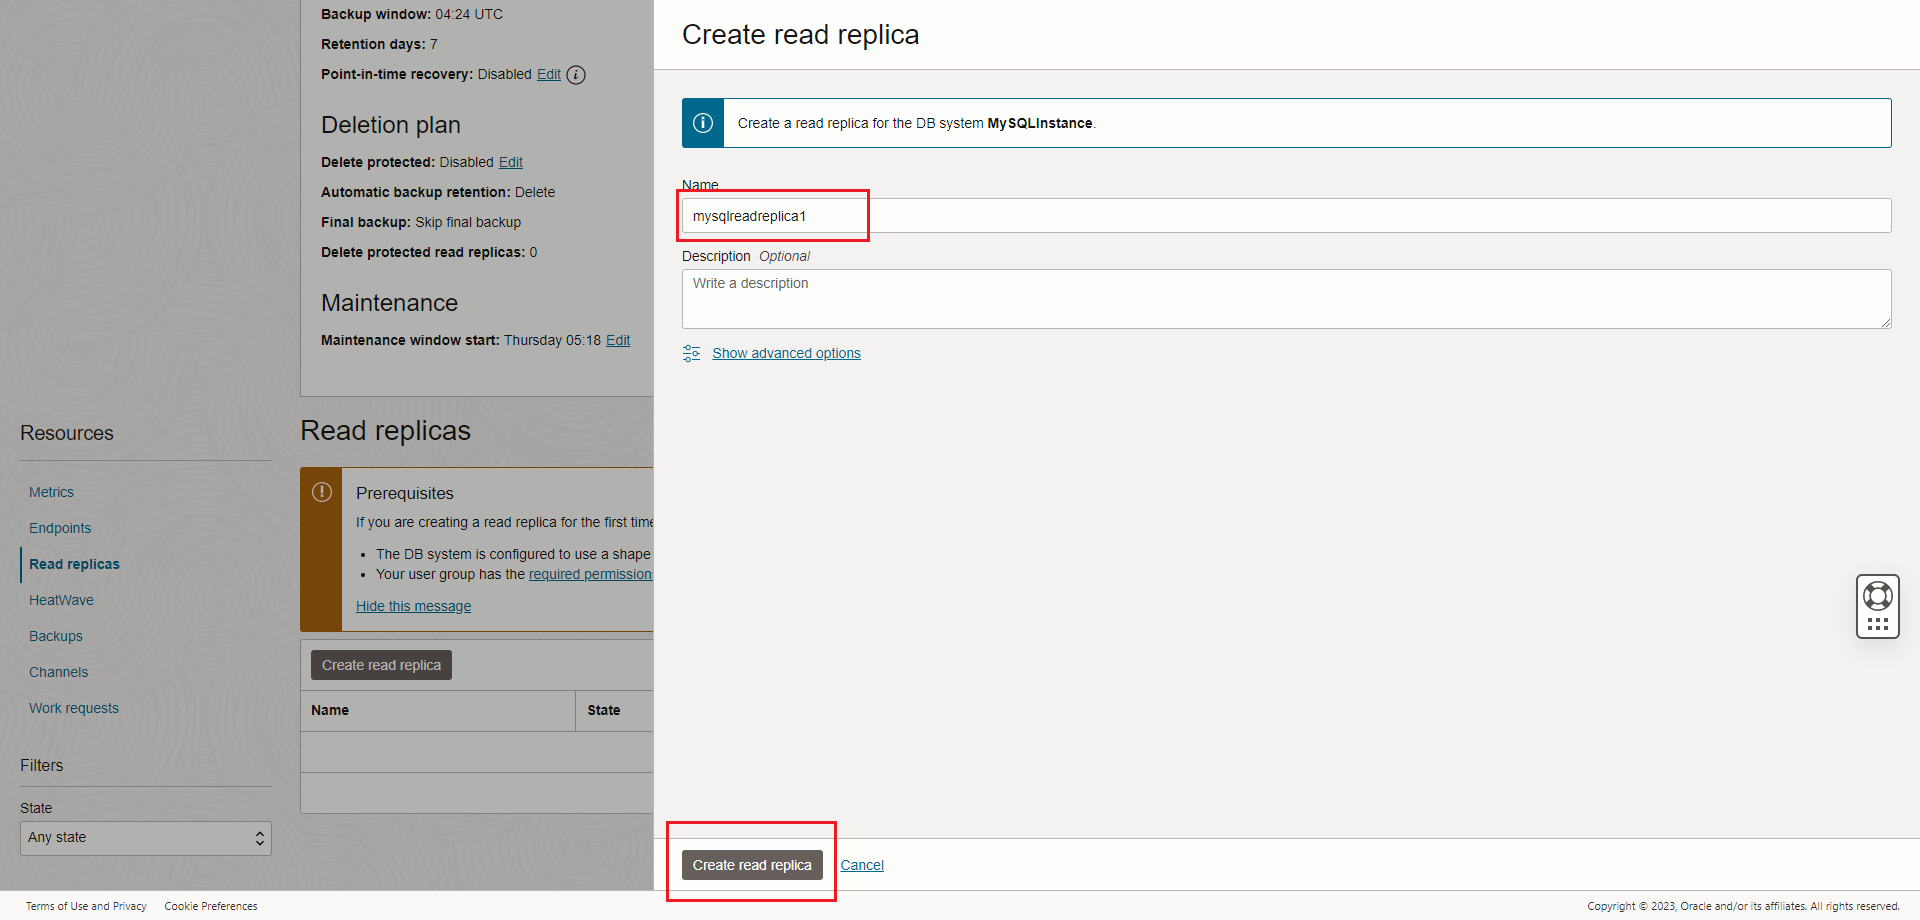 Backup window: 04:24 UTC
Retention days: 7
Point-in-time recovery: Disabled Edit
Deletion plan
Delete protected: Disabled Edit
Automatic backup retention: Delete
Final backup: Skip final backup
Delete protected read replicas: 0
Maintenance
Maintenance window start: Thursday 05:18 Edit
Resources
Metrics
Endpoints
Read replicas
HeatWave
Backups
Channels
Work requests
Filters
State
Any state
Read replicas
Prerequisites
If you are creating a read replica for the first time
• The DB system is configured to use a shape
• Your user group has the required permission
Hide this message
Create read replica
Name State
Create read replica
Create a read replica for the DB system MySQLInstance.
Name
mysqlreadreplica1
Description Optional
Write a description
Show advanced options
Create read replica Cancel
Terms of Use and Privacy Cookie Preferences
Copyright © 2023, Oracle and/or its affiliates. All rights reserved.